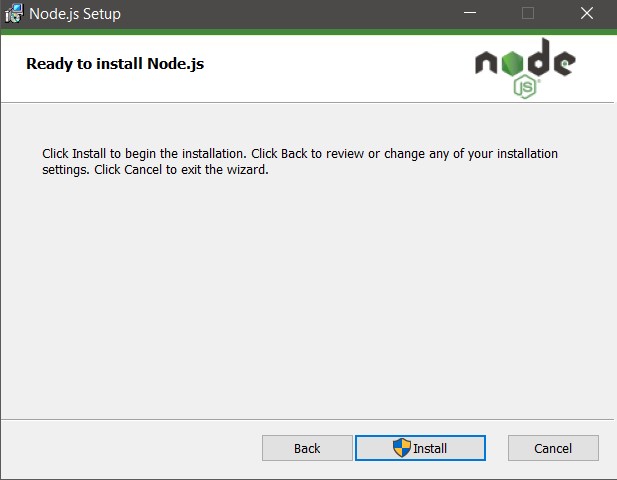 Node.js Setup
Ready to install Node.js
node
JS
Click Install to begin the installation. Click Back to review or change any of your installation
settings. Click Cancel to exit the wizard.
Back
Install
Cancel